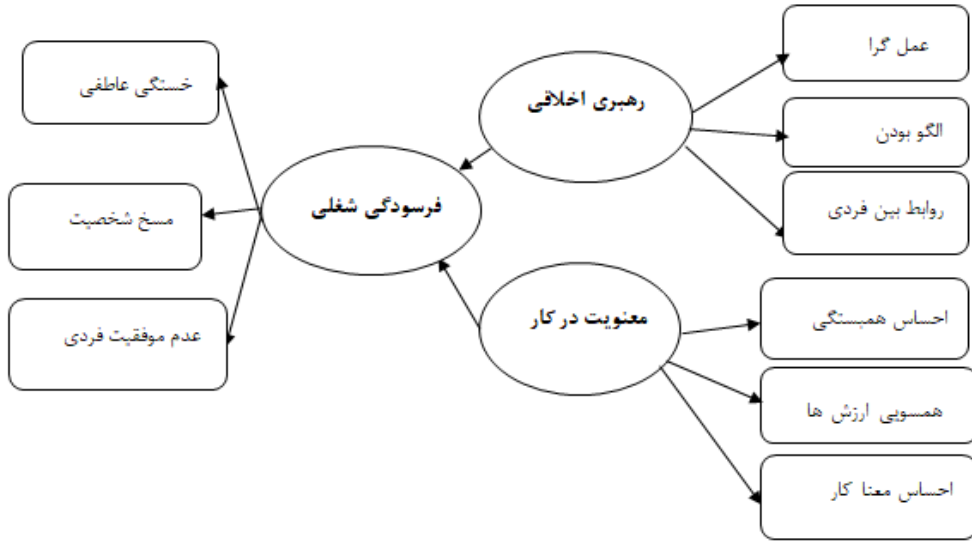 عمل گرا
رهبری اخلاقی
الگو بودن
روابط بین فردی
خستگی عاطفی
فرسودگی شغلی
مسخ شخصیت
عدم موفقیت فردی
معنویت در کار
احساس همبستگی
همسویی ارزش ها
احساس معنا کار